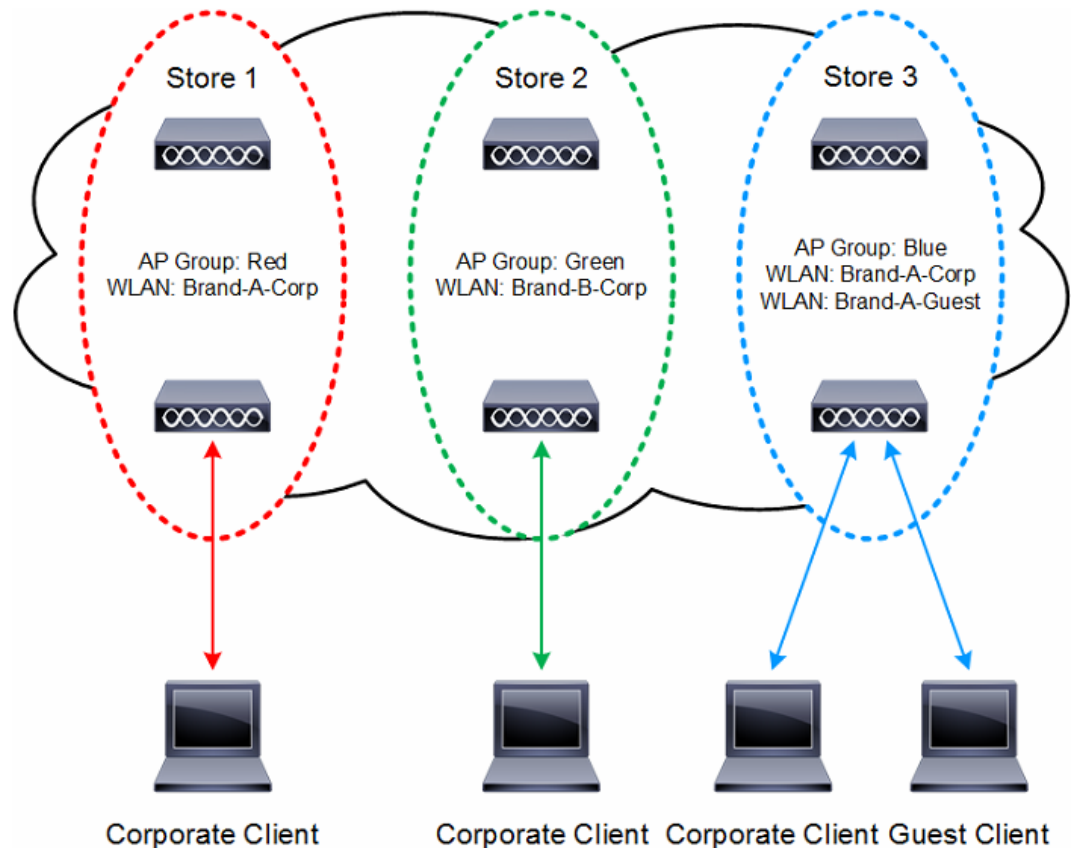 Store 1
Store 2
Store 3
AP Group: Red
WLAN: Brand-A-Corp
AP Group: Green
WLAN: Brand-B-Corp
AP Group: Blue
WLAN: Brand-A-Corp
WLAN: Brand-A-Guest
Corporate Client
Corporate Client
Corporate Client
Guest Client